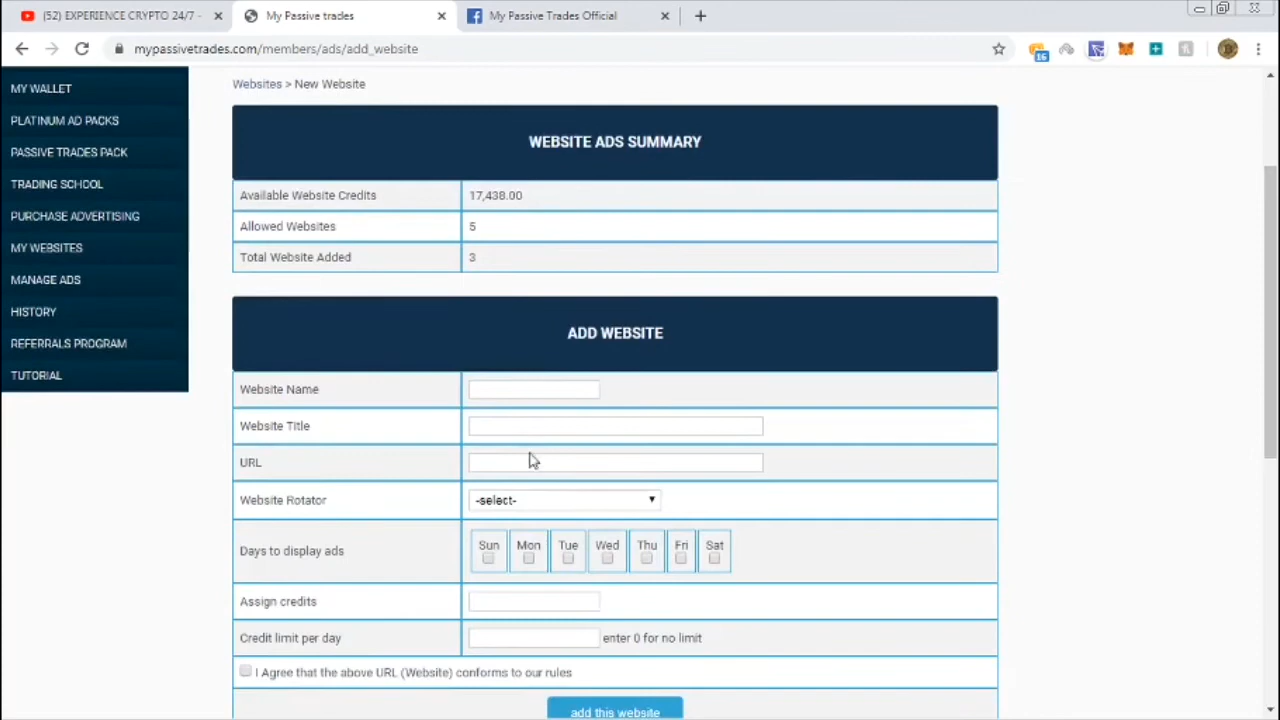 (52) EXPERIENCE CRYPTO 24/7 -
My Passive trades
My Passive Trades Official
mypassivetrades.com/members/ads/add_website
16
MY WALLET
PLATINUM AD PACKS
PASSIVE TRADES PACK
TRADING SCHOOL
PURCHASE ADVERTISING
MY WEBSITES
MANAGE ADS
HISTORY
REFERRALS PROGRAM
TUTORIAL
Websites > New Website
WEBSITE ADS SUMMARY
Available Website Credits 17,438.00
Allowed Websites 5
Total Website Added 3
ADD WEBSITE
Website Name
Website Title
URL
Website Rotator -select-
Days to display ads Sun Mon Tue Wed Thu Fri Sat
Assign credits
Credit limit per day enter 0 for no limit
I Agree that the above URL (Website) conforms to our rules
add this website